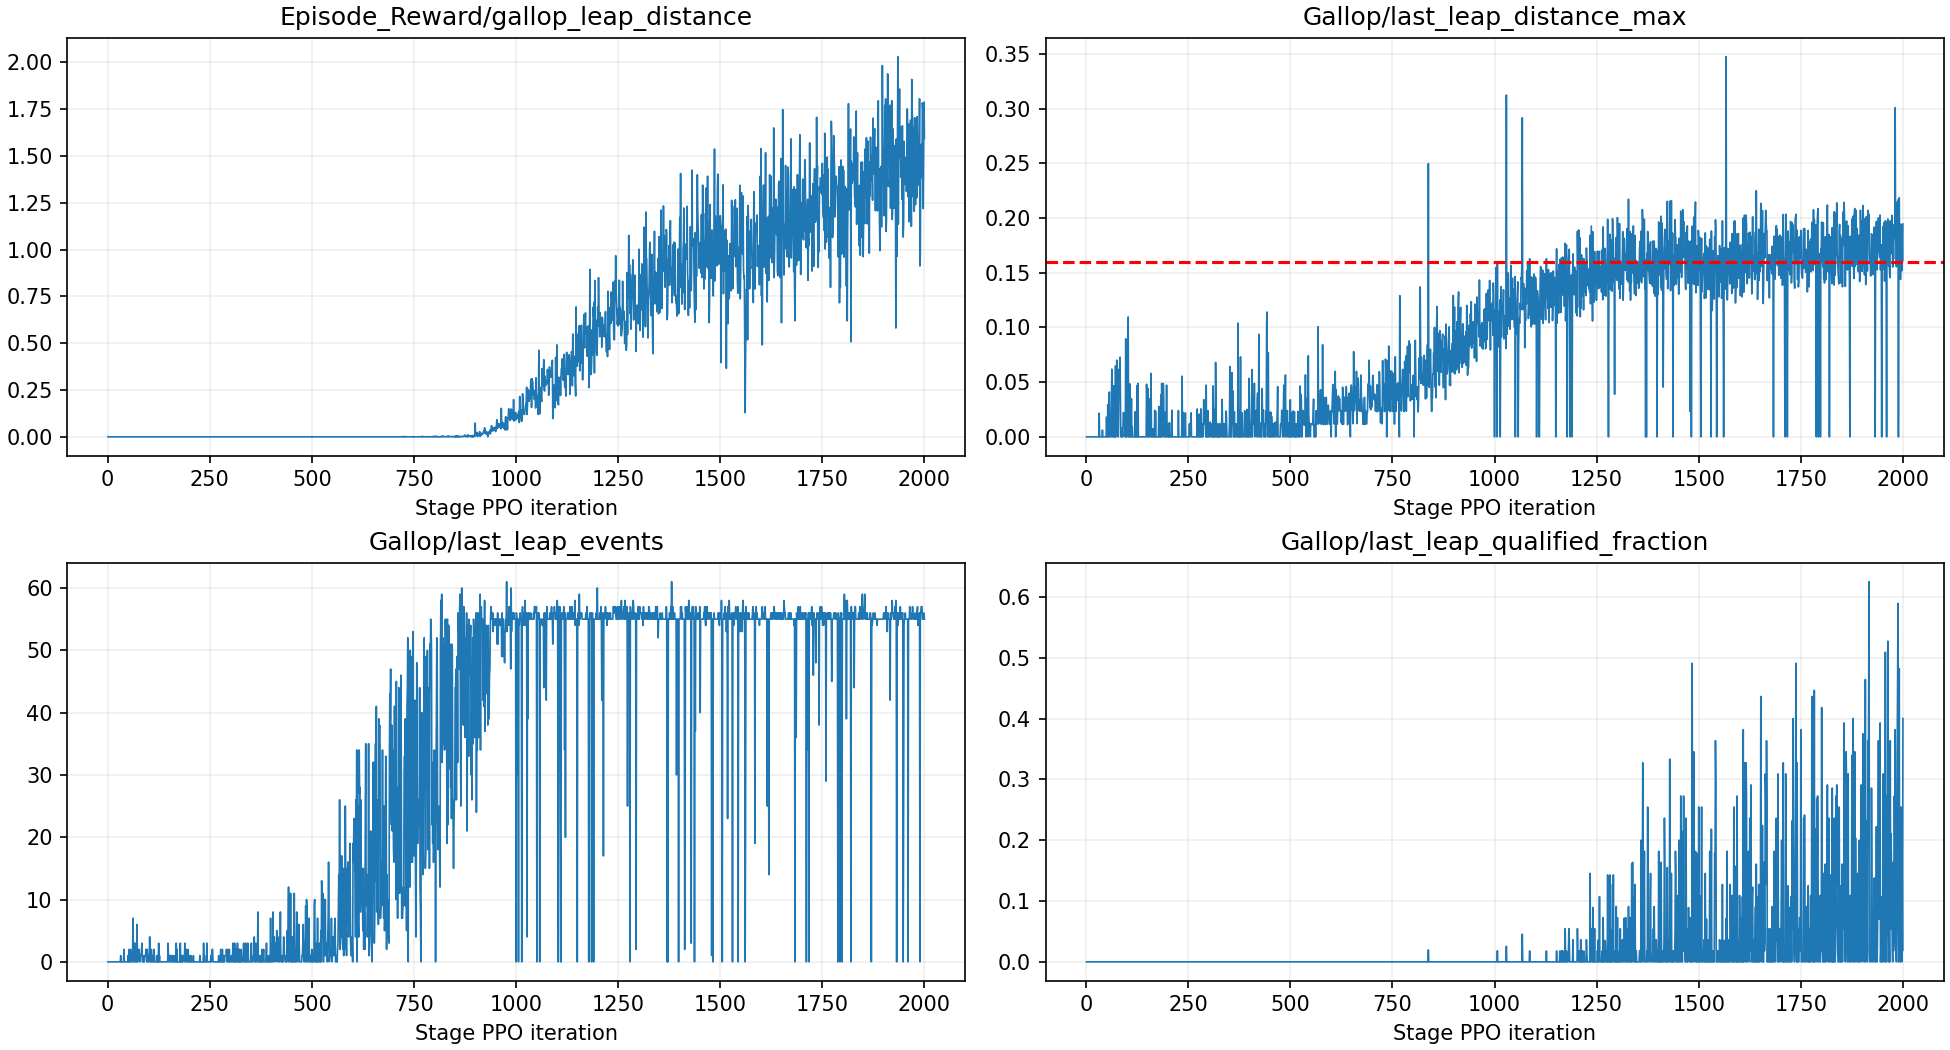 Episode_Reward/gallop_leap_distance
2.00
1.75
1.50
1.25
1.00
0.75
0.50
0.25
0.00
0 250 500 750 1000 1250 1500 1750 2000
Stage PPO iteration
Gallop/last_leap_distance_max
0.35
0.30
0.25
0.20
0.15
0.10
0.05
0.00
0 250 500 750 1000 1250 1500 1750 2000
Stage PPO iteration
Gallop/last_leap_events
60
50
40
30
20
10
0
0 250 500 750 1000 1250 1500 1750 2000
Stage PPO iteration
Gallop/last_leap_qualified_fraction
0.6
0.5
0.4
0.3
0.2
0.1
0.0
0 250 500 750 1000 1250 1500 1750 2000
Stage PPO iteration